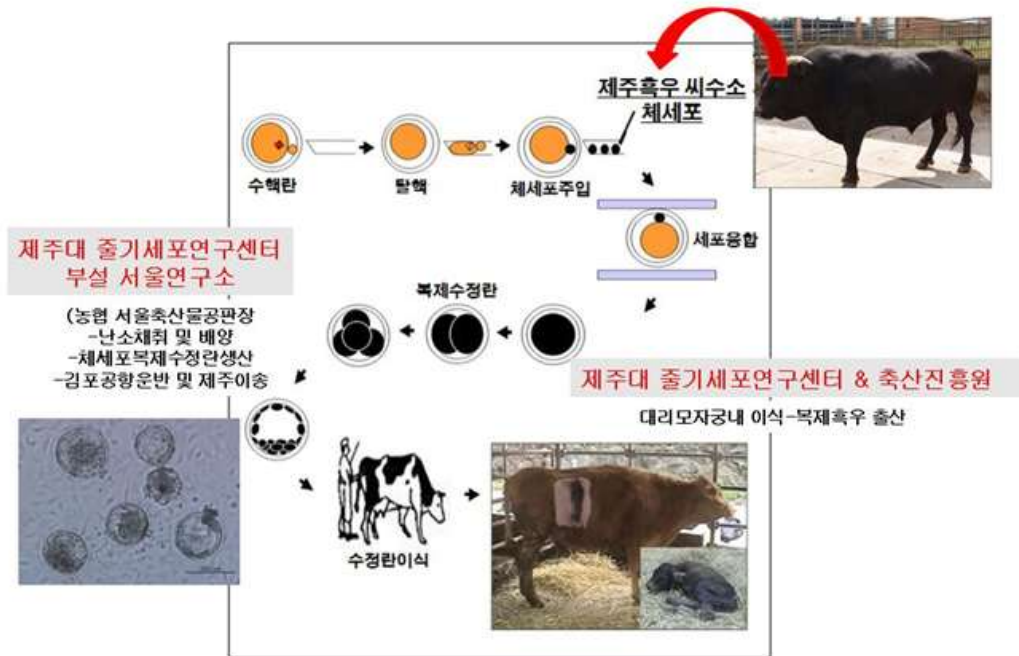 제주흑우 씨수소
체세포
수핵란
탈핵
체세포주입
세포융합
제주대 줄기세포연구센터
부설 서울연구소
(농협 서울축산물공판장
-난소채취 및 배양
-체세포복제수정란생산
-김포공항운반 및 제주이송
복제수정란
제주대 줄기세포연구센터 & 축산진흥원
대리모자궁내 이식-복제흑우 출산
수정란이식